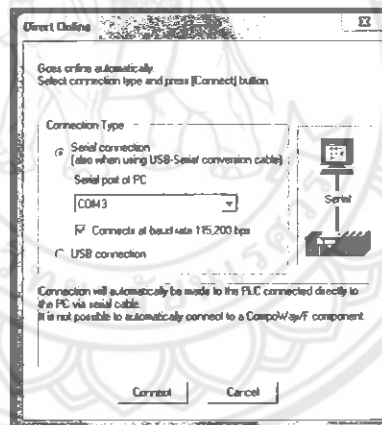 Direct Online
Goes online automatically.
Select connection type and press [Connect] button.
Connection Type
Serial connection
(also when using USB-Serial conversion cable)
Serial port of PC
COM3
Connects at baud rate 115,200 bps
USB connection
Serial
Connection will automatically be made to the PLC connected directly to
the PC via serial cable.
It is not possible to automatically connect to a CompoWay/F component.
Connect
Cancel